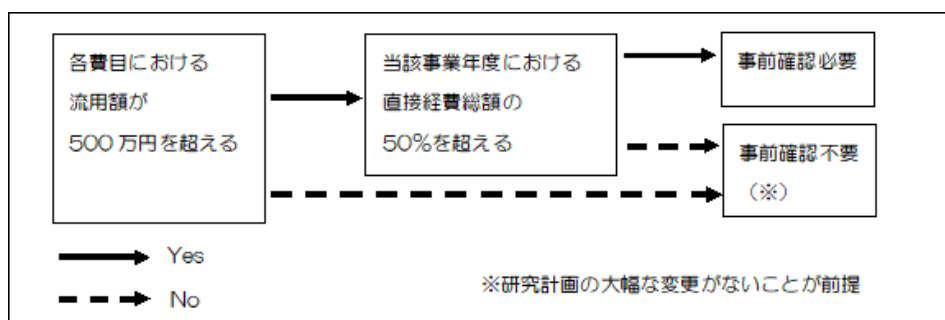 各費目における
流用額が
500万円を超える
当該事業年度における
直接経費総額の
50%を超える
事前確認必要
事前確認不要
（※）
Yes
No
※研究計画の大幅な変更がないことが前提